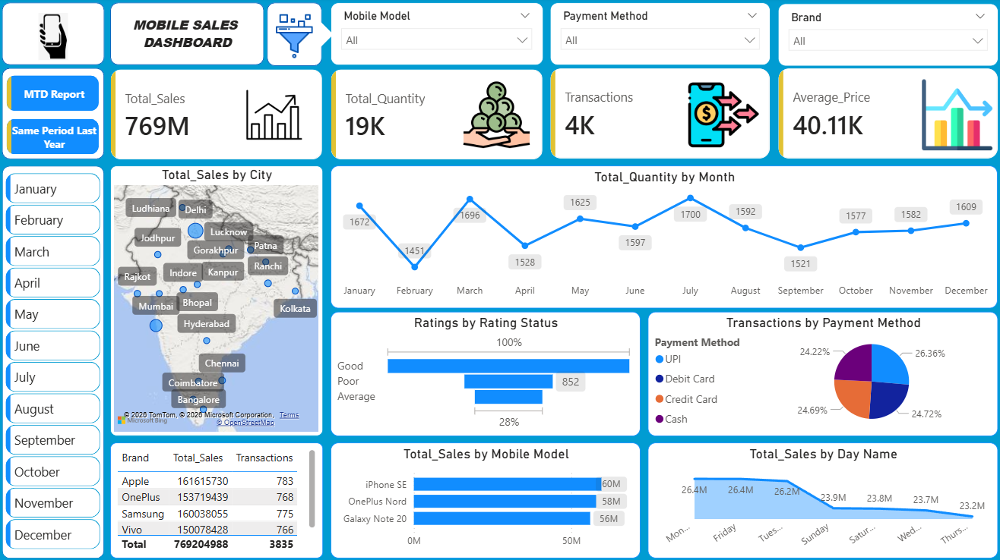 MOBILE SALES
DASHBOARD
Mobile Model
All
Payment Method
All
Brand
All
MTD Report
Same Period Last
Year
Total_Sales
769M
Total_Quantity
19K
Transactions
4K
Average_Price
40.11K
January
February
March
April
May
June
July
August
September
October
November
December
Total_Sales by City
Ludhiana
Delhi
Lucknow
Jodhpur
Gorakhpur
Patna
Ranchi
Rajkot
Indore
Kanpur
Mumbai
Bhopal
Kolkata
Hyderabad
Chennai
Coimbatore
Bangalore
© 2026 TomTom, © 2026 Microsoft Corporation, Terms
Microsoft Bing
© OpenStreetMap
Total_Quantity by Month
1672
1451
1696
1528
1625
1597
1700
1592
1521
1577
1582
1609
January February March April May June July August September October November December
Ratings by Rating Status
100%
Good
Poor
852
Average
28%
Transactions by Payment Method
Payment Method
UPI
Debit Card
Credit Card
Cash
24.22%
26.36%
24.69%
24.72%
Brand Total_Sales Transactions
Apple 161615730 783
OnePlus 153719439 768
Samsung 160038055 775
Vivo 150078428 766
Total 769204988 3835
Total_Sales by Mobile Model
iPhone SE 60M
OnePlus Nord 58M
Galaxy Note 20 56M
0M 50M
Total_Sales by Day Name
26.4M 26.4M 26.2M 23.9M 23.8M 23.7M 23.2M
Mon... Friday Tues... Sunday Satur... Wed... Thurs...